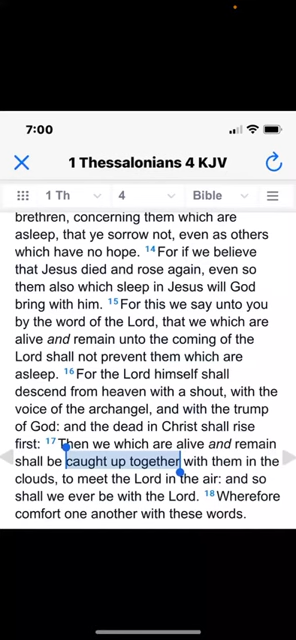 7:00
1 Thessalonians 4 KJV
1 Th 4 Bible
brethren, concerning them which are
asleep, that ye sorrow not, even as others
which have no hope. 14 For if we believe
that Jesus died and rose again, even so
them also which sleep in Jesus will God
bring with him. 15 For this we say unto you
by the word of the Lord, that we which are
alive and remain unto the coming of the
Lord shall not prevent them which are
asleep. 16 For the Lord himself shall
descend from heaven with a shout, with the
voice of the archangel, and with the trump
of God: and the dead in Christ shall rise
first: 17 Then we which are alive and remain
shall be caught up together with them in the
clouds, to meet the Lord in the air: and so
shall we ever be with the Lord. 18 Wherefore
comfort one another with these words.